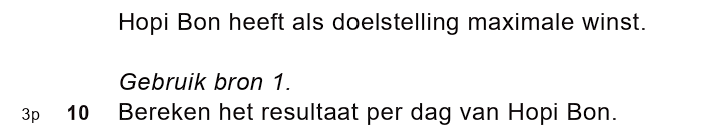 Hopi Bon heeft als doelstelling maximale winst.
Gebruik bron 1.
3p 10 Bereken het resultaat per dag van Hopi Bon.